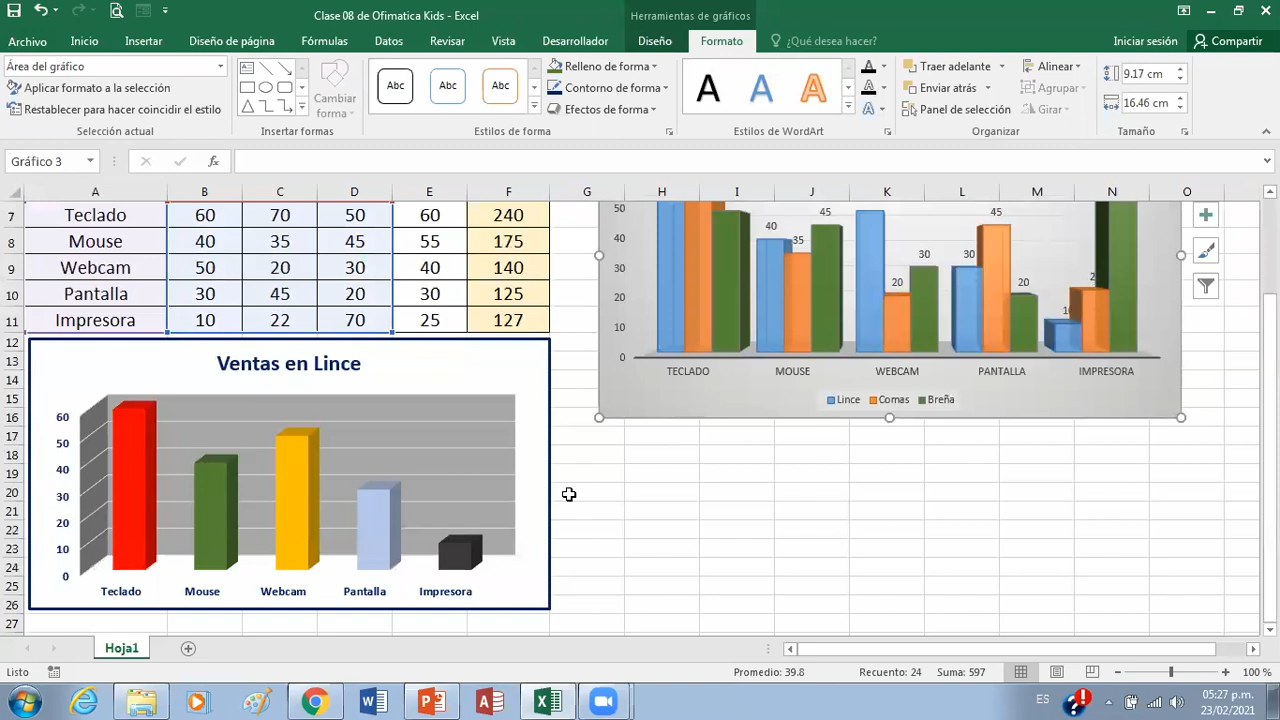 Clase 08 de Ofimatica Kids - Excel
Herramientas de gráficos
Archivo Inicio Insertar Diseño de página Fórmulas Datos Revisar Vista Desarrollador Diseño Formato ¿Qué desea hacer? Iniciar sesión Compartir
Área del gráfico
Aplicar formato a la selección
Restablecer para hacer coincidir el estilo
Selección actual
Cambiar
forma
Insertar formas
Abc Abc Abc
Relleno de forma
Contorno de forma
Efectos de forma
Estilos de forma
A A A
A
Estilos de WordArt
Traer adelante
Enviar atrás
Panel de selección
Alinear
Agrupar
Girar
Organizar
9.17 cm
16.46 cm
Tamaño
Gráfico 3
fx
A B C D E F G H I J K L M N O
7 Teclado 60 70 50 60 240
8 Mouse 40 35 45 55 175
9 Webcam 50 20 30 40 140
10 Pantalla 30 45 20 30 125
11 Impresora 10 22 70 25 127
12
13
14
15
16
17
18
19
20
21
22
23
24
25
26
27
50
40
30
20
10
0
40 35 45 20 30 30 45 20
TECLADO MOUSE WEBCAM PANTALLA IMPRESORA
Lince Comas Breña
Ventas en Lince
60
50
40
30
20
10
0
Teclado Mouse Webcam Pantalla Impresora
Hoja1
Listo Promedio: 39.8 Recuento: 24 Suma: 597 100 %
ES 05:27 p.m.
23/02/2021